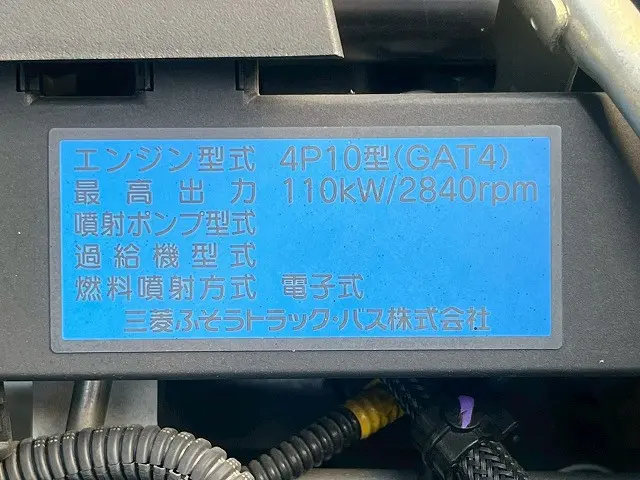 エンジン型式 4P10型(GAT4)
最高出力 110kW/2840rpm
噴射ポンプ型式
過給機型式
燃料噴射方式 電子式
三菱ふそうトラック・バス株式会社